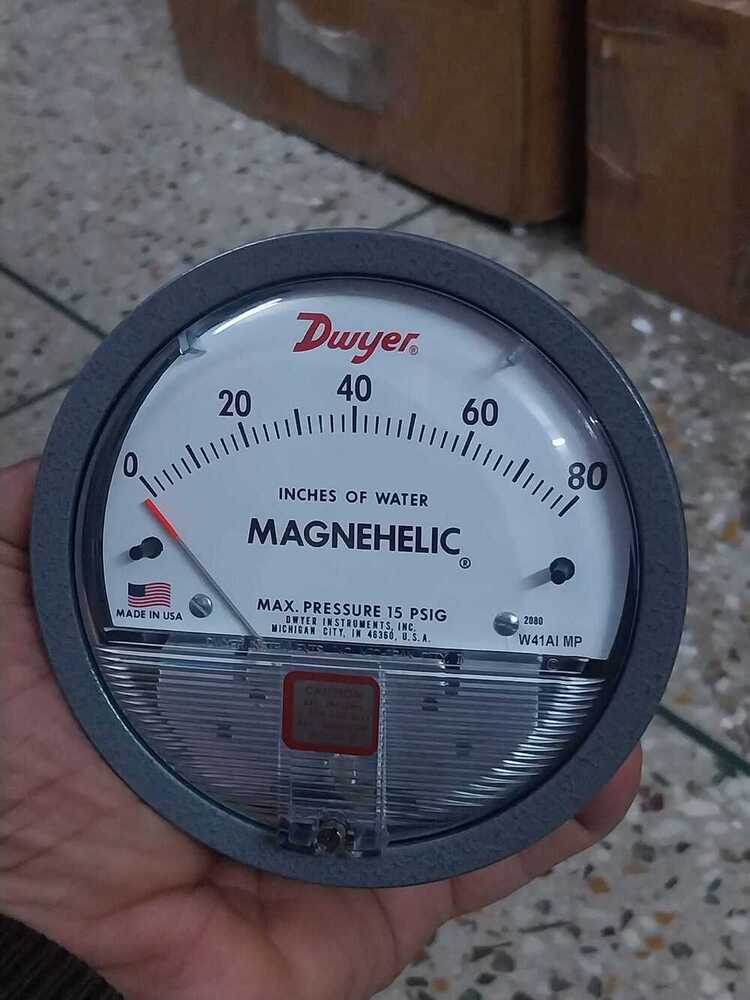 Dwyer®
0 20 40 60 80
INCHES OF WATER
MAGNEHELIC®
MAX. PRESSURE 15 PSIG
DWYER INSTRUMENTS, INC.
MICHIGAN CITY, IN 46360, U.S.A.
MADE IN USA
2080
W41AI MP
CAUTION